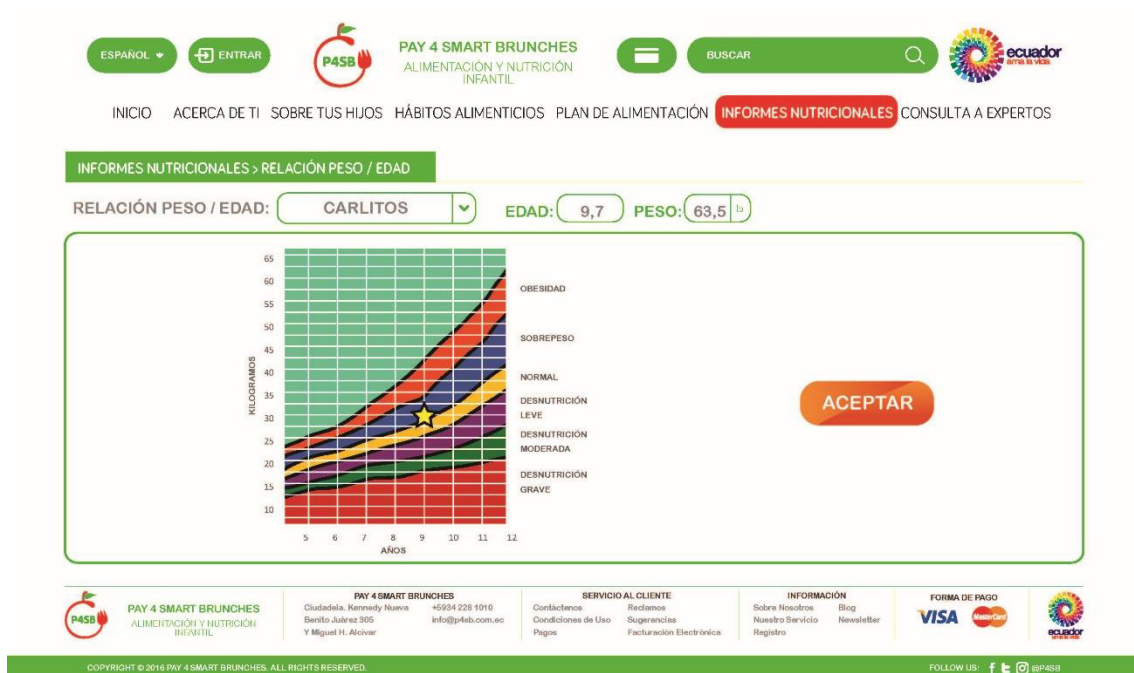 ESPAÑOL
ENTRAR
P4SB
PAY 4 SMART BRUNCHES
ALIMENTACIÓN Y NUTRICIÓN
INFANTIL
BUSCAR
ecuador
ama la vida
INICIO ACERCA DE TI SOBRE TUS HIJOS HÁBITOS ALIMENTICIOS PLAN DE ALIMENTACIÓN INFORMES NUTRICIONALES CONSULTA A EXPERTOS
INFORMES NUTRICIONALES > RELACIÓN PESO / EDAD
RELACIÓN PESO / EDAD: CARLITOS EDAD: 9,7 PESO: 63,5 lb
65
60
55
50
45
40
35
30
25
20
15
10
KILOGRAMOS
5 6 7 8 9 10 11 12
AÑOS
OBESIDAD
SOBREPESO
NORMAL
DESNUTRICIÓN
LEVE
DESNUTRICIÓN
MODERADA
DESNUTRICIÓN
GRAVE
ACEPTAR
P4SB
PAY 4 SMART BRUNCHES
ALIMENTACIÓN Y NUTRICIÓN
INFANTIL
PAY 4 SMART BRUNCHES
Ciudadela. Kennedy Nueva +5934 228 1010
Benito Juárez 305 info@p4sb.com.ec
Y Miguel H. Alcivar
SERVICIO AL CLIENTE
Contáctenos Reclamos
Condiciones de Uso Sugerencias
Pagos Facturación Electrónica
INFORMACIÓN
Sobre Nosotros Blog
Nuestro Servicio Newsletter
Registro
FORMA DE PAGO
VISA MasterCard
ecuador
COPYRIGHT © 2016 PAY 4 SMART BRUNCHES. ALL RIGHTS RESERVED.
FOLLOW US: @P4SB